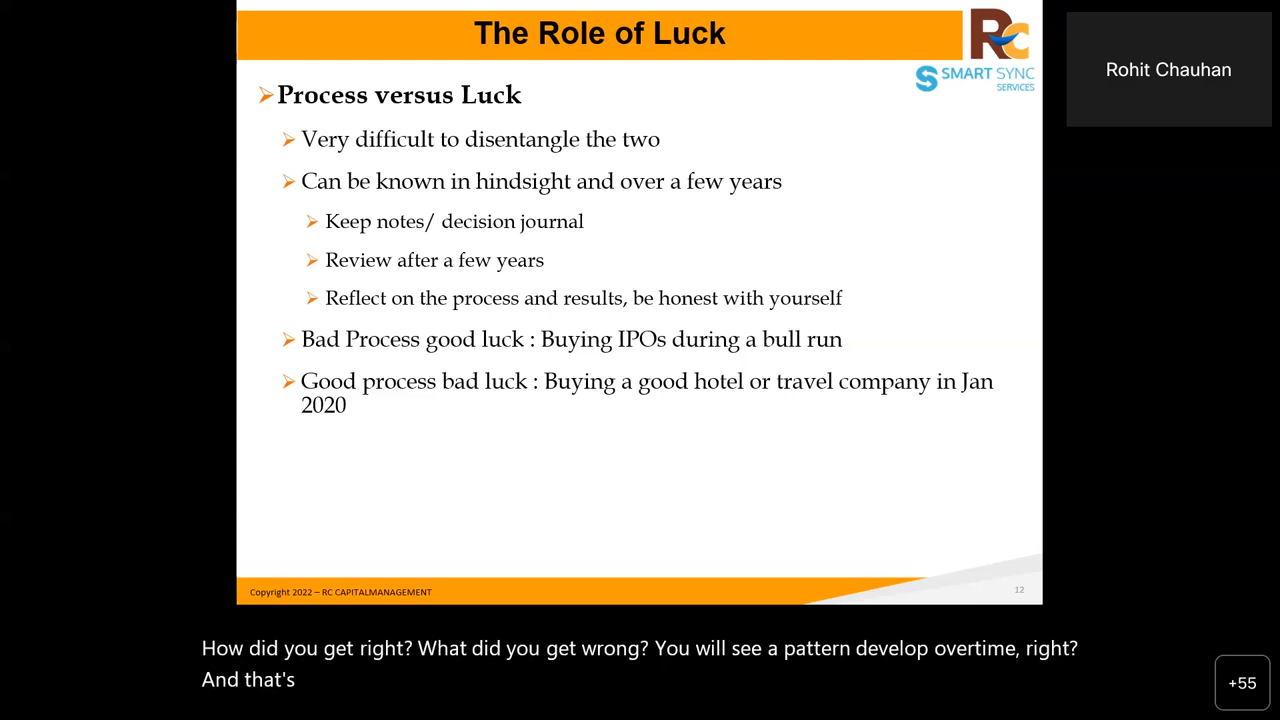 The Role of Luck
RC
SMART SYNC
SERVICES
Rohit Chauhan
Process versus Luck
Very difficult to disentangle the two
Can be known in hindsight and over a few years
Keep notes/ decision journal
Review after a few years
Reflect on the process and results, be honest with yourself
Bad Process good luck : Buying IPOs during a bull run
Good process bad luck : Buying a good hotel or travel company in Jan
2020
Copyright 2022 – RC CAPITALMANAGEMENT
12
How did you get right? What did you get wrong? You will see a pattern develop overtime, right?
And that's
+55